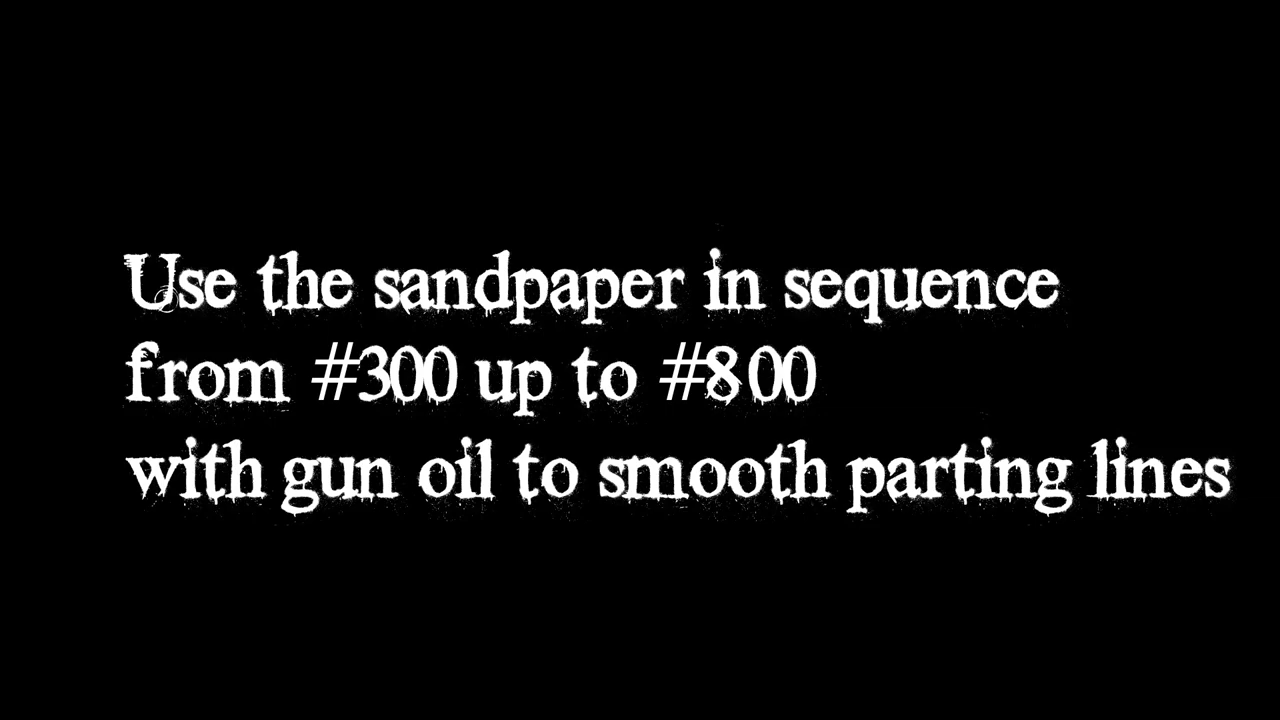 Use the sandpaper in sequence
from #300 up to #800
with gun oil to smooth parting lines